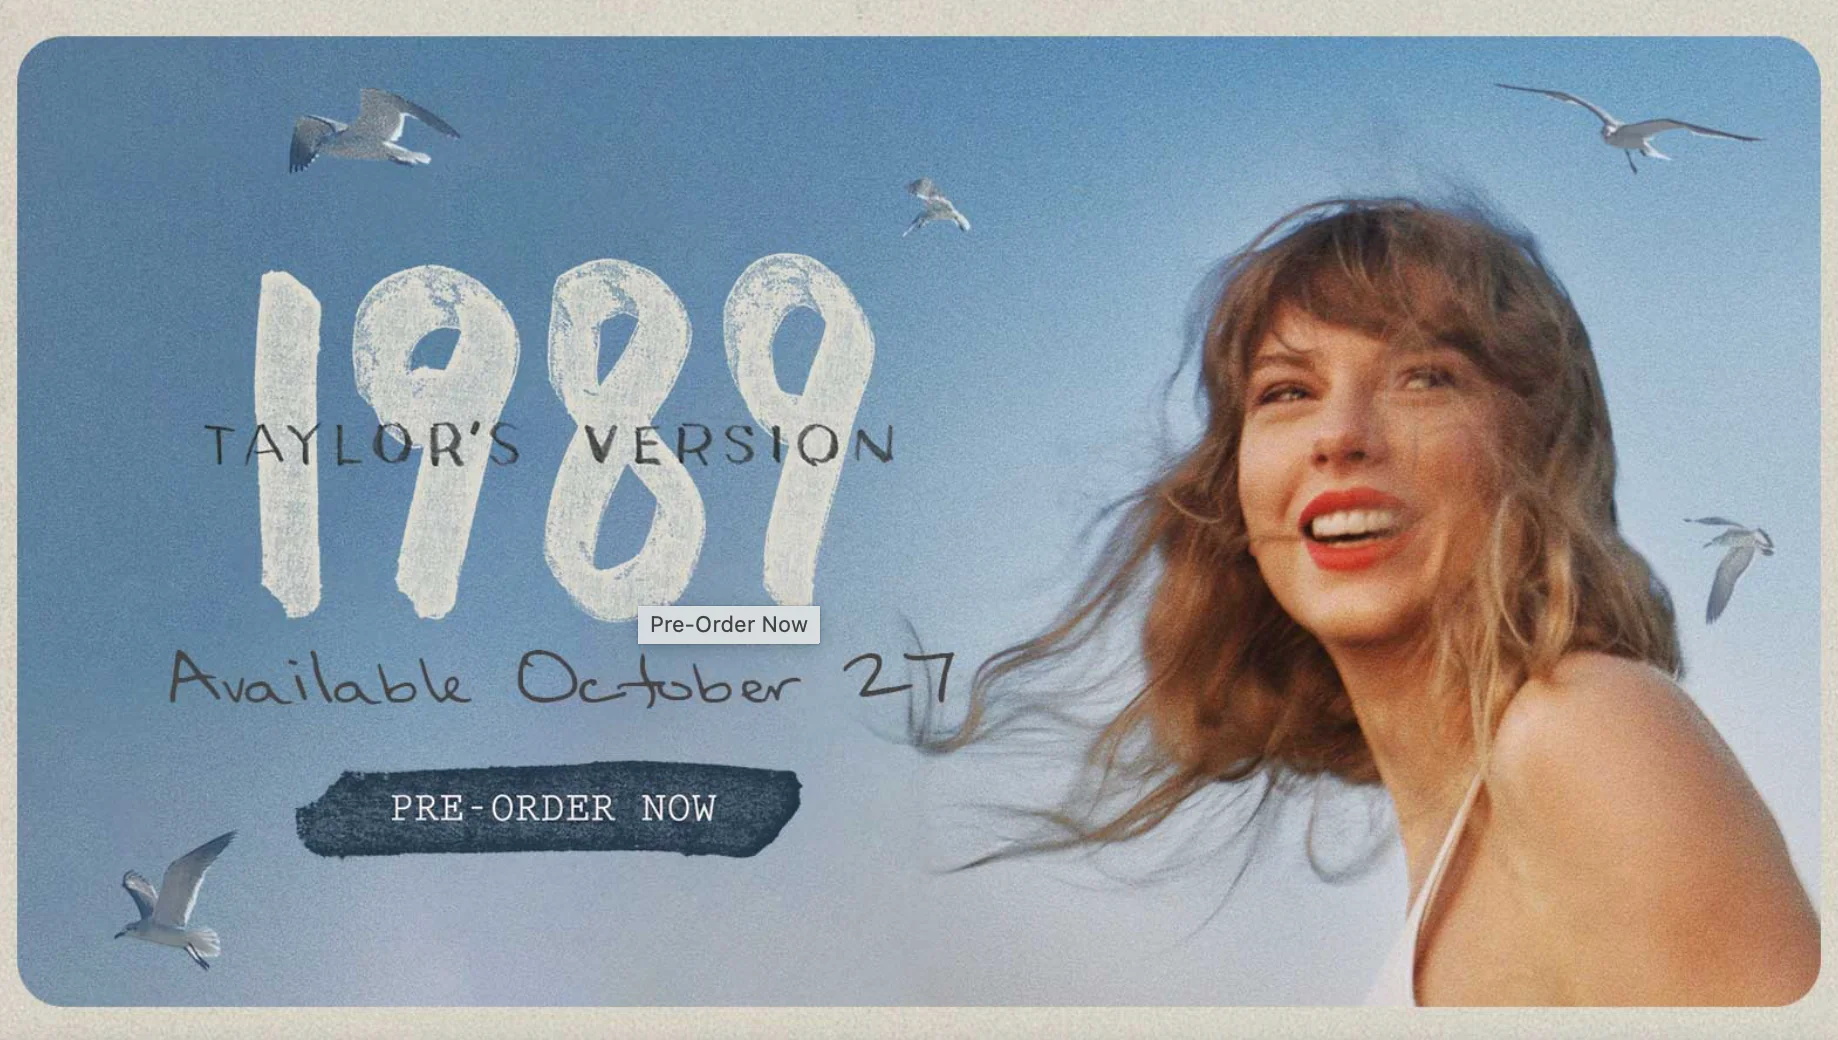 1989
TAYLOR'S VERSION
Pre-Order Now
Available October 27
PRE-ORDER NOW